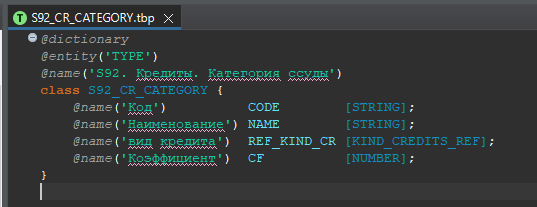 S92_CR_CATEGORY.tbp
@dictionary
@entity('TYPE')
@name('S92. Кредиты. Категория ссуды')
class S92_CR_CATEGORY {
@name('Код') CODE [STRING];
@name('Наименование') NAME [STRING];
@name('вид кредита') REF_KIND_CR [KIND_CREDITS_REF];
@name('Коэффициент') CF [NUMBER];
}